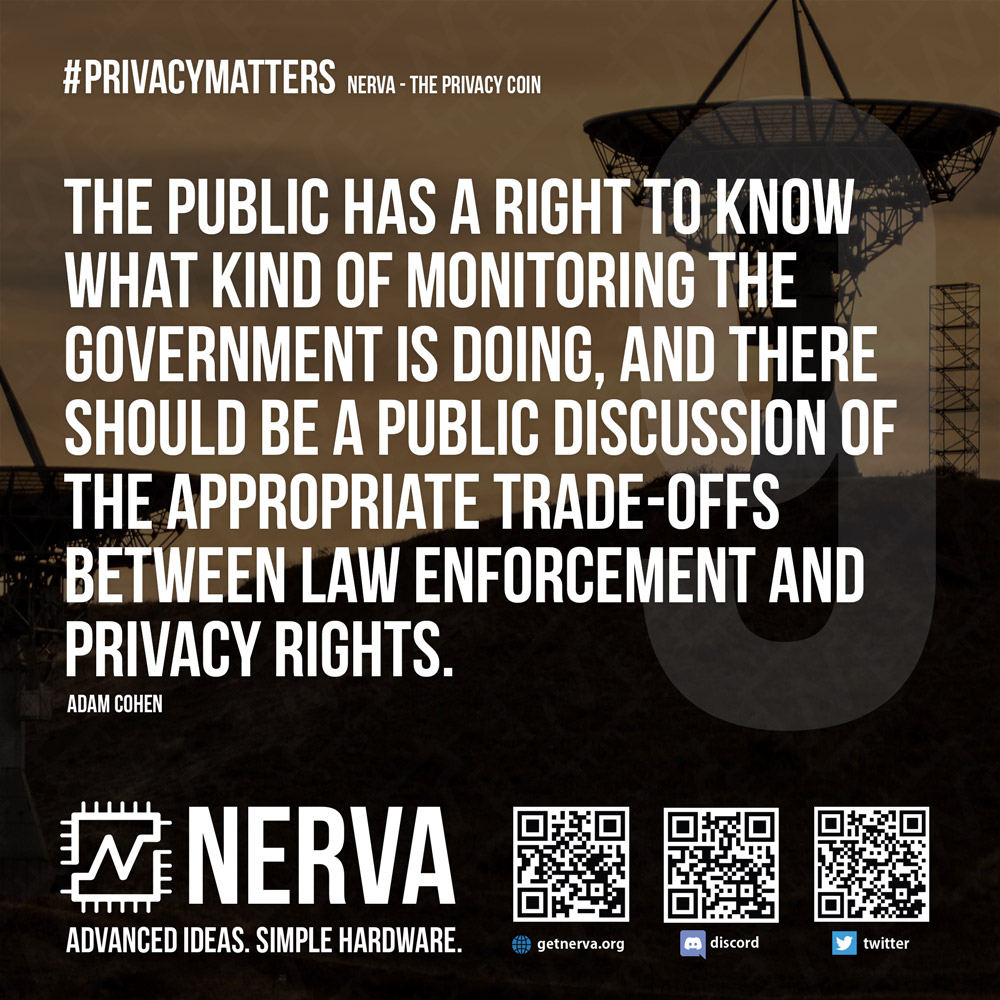 #PRIVACYMATTERS NERVA - THE PRIVACY COIN
THE PUBLIC HAS A RIGHT TO KNOW
WHAT KIND OF MONITORING THE
GOVERNMENT IS DOING, AND THERE
SHOULD BE A PUBLIC DISCUSSION OF
THE APPROPRIATE TRADE-OFFS
BETWEEN LAW ENFORCEMENT AND
PRIVACY RIGHTS.
ADAM COHEN
9
NERVA
ADVANCED IDEAS. SIMPLE HARDWARE.
getnerva.org
discord
twitter